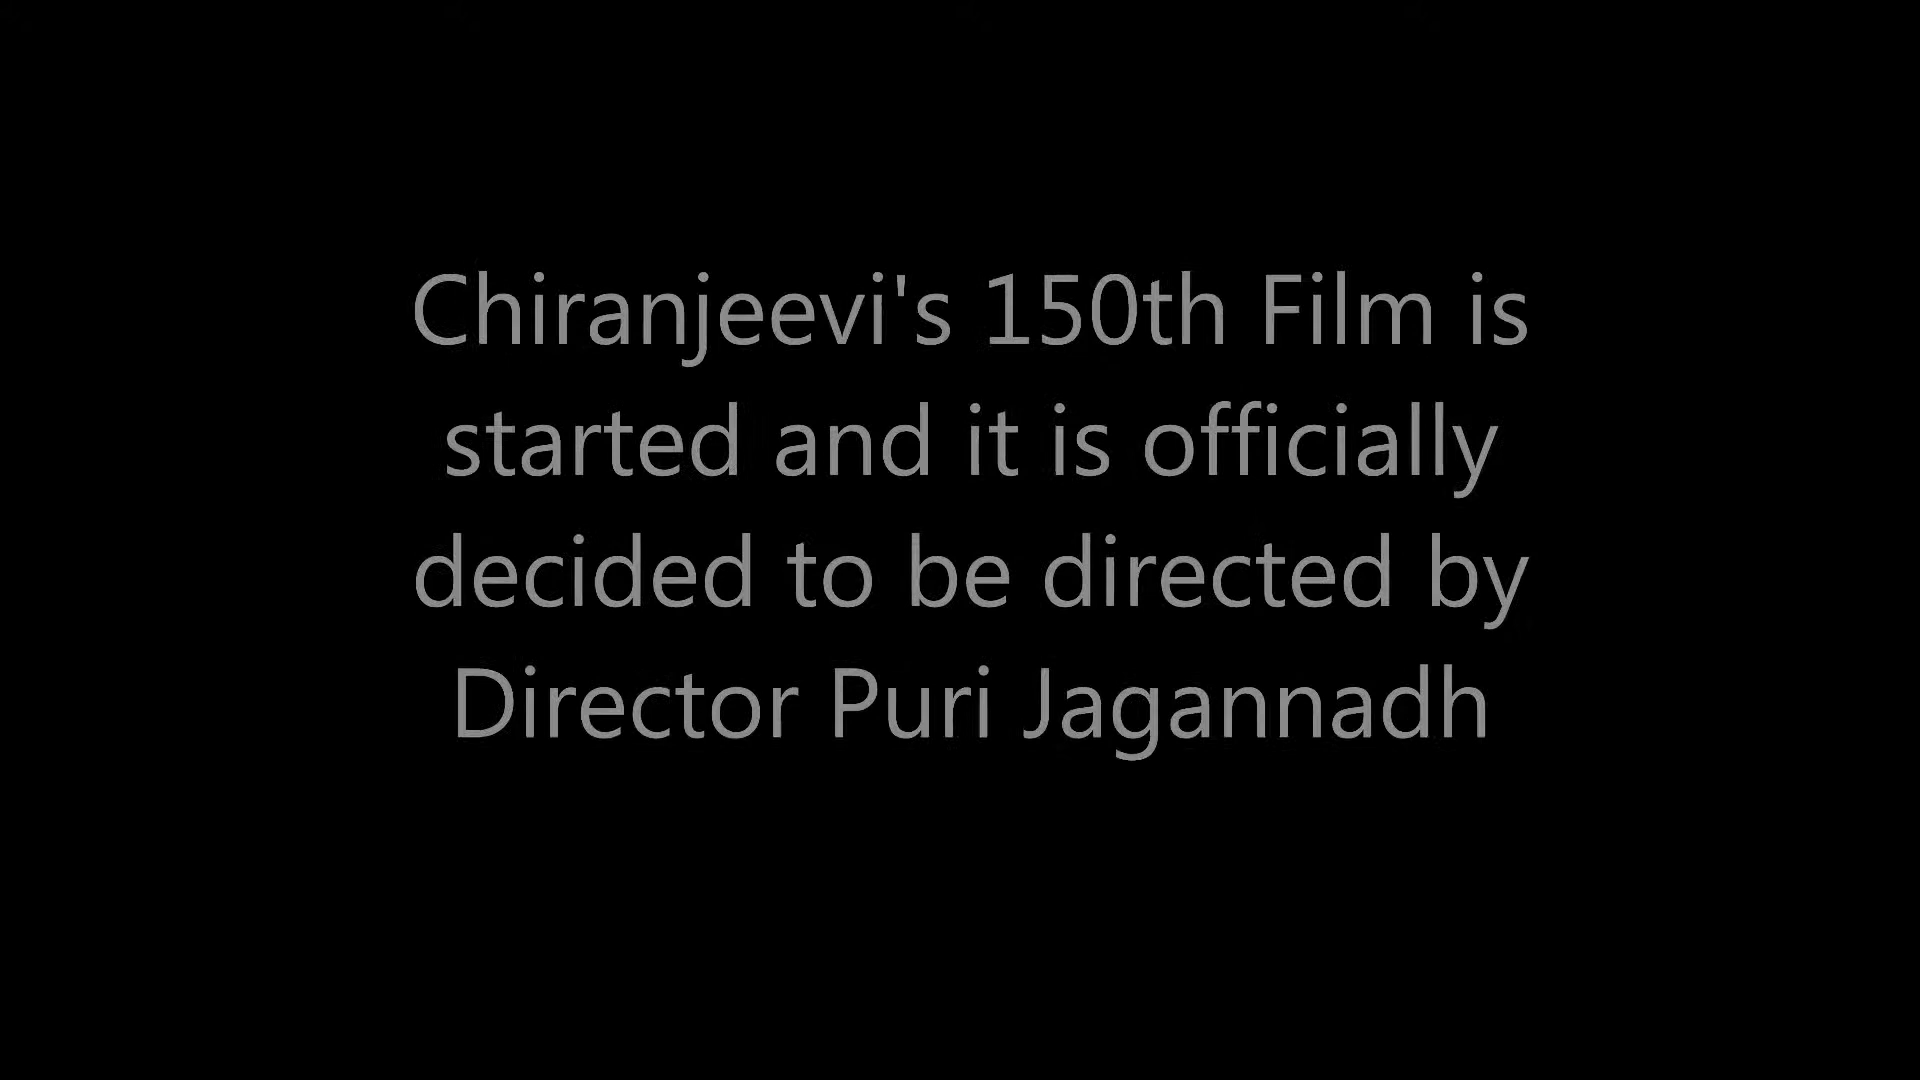 Chiranjeevi's 150th Film is
started and it is officially
decided to be directed by
Director Puri Jagannadh